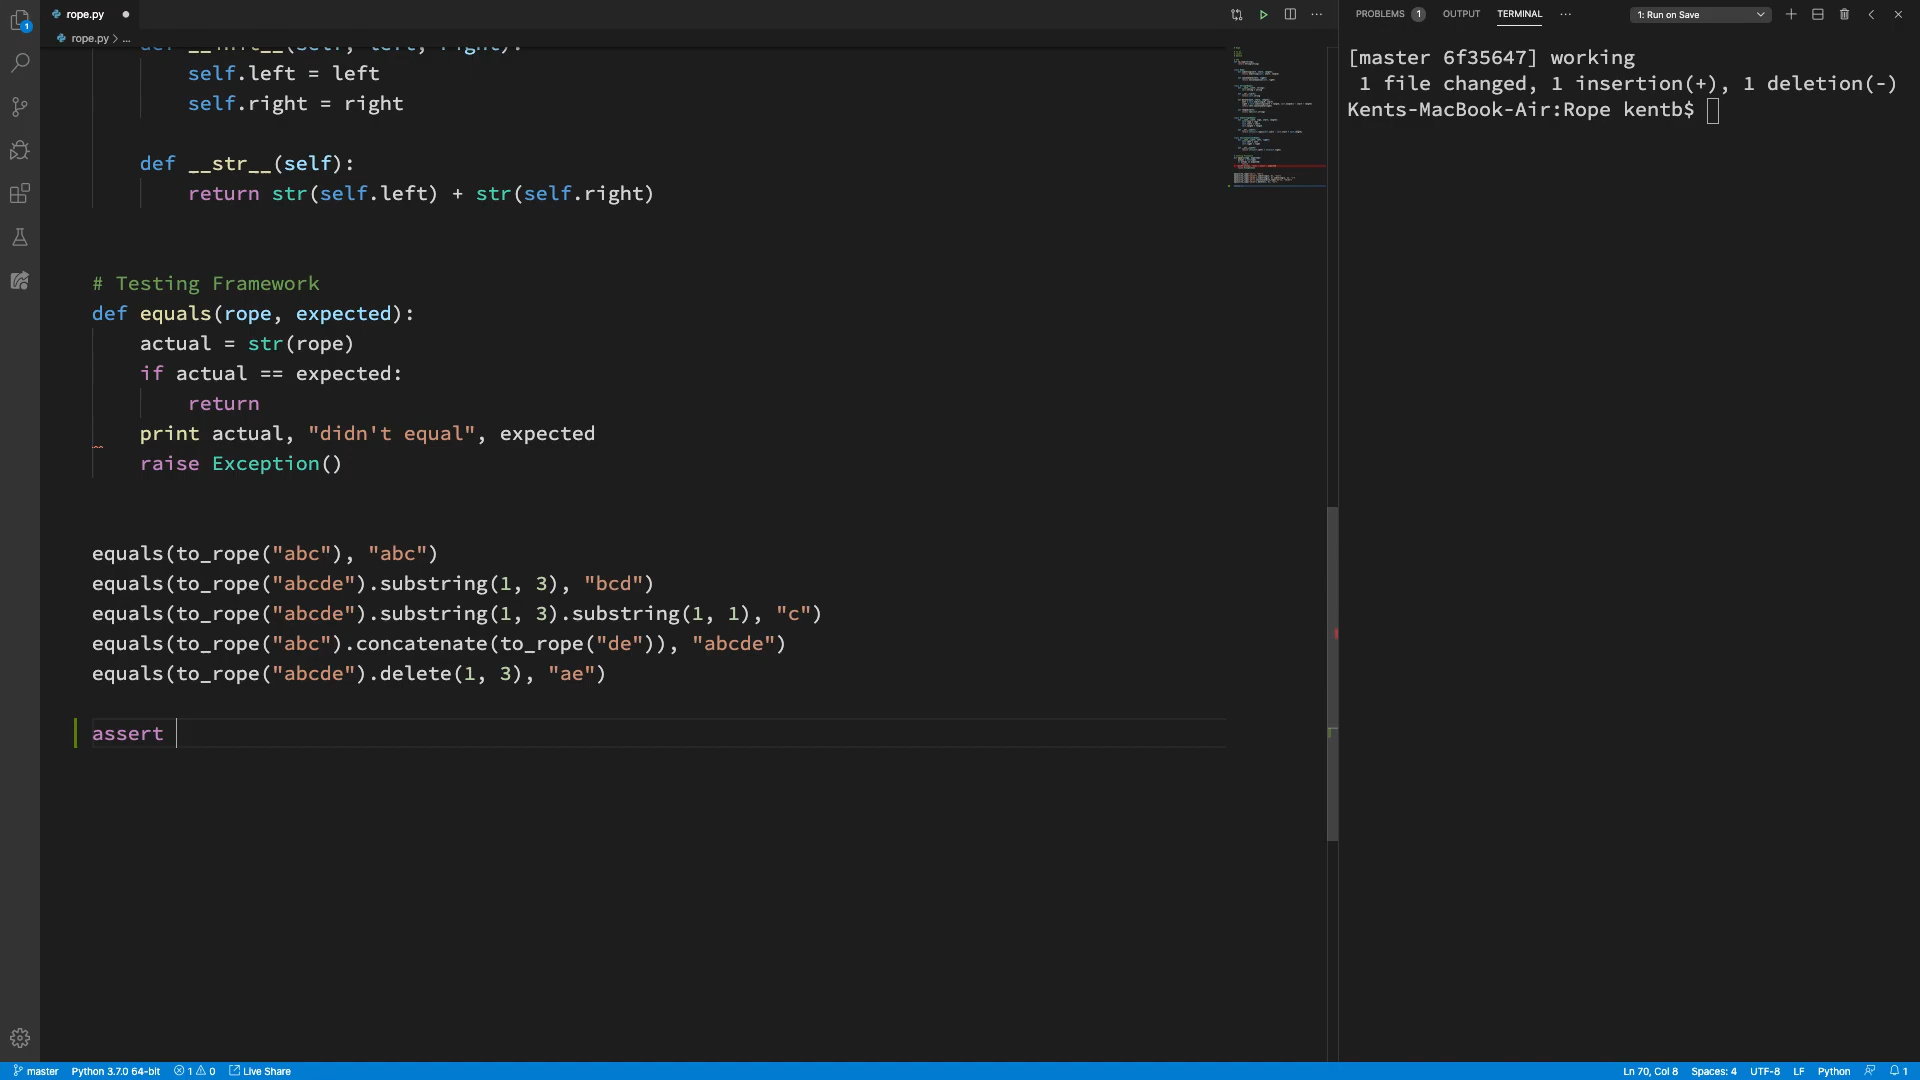 rope.py
PROBLEMS 1 OUTPUT TERMINAL 1: Run on Save
rope.py > ...
def __init__(self, left, right):
self.left = left
self.right = right
def __str__(self):
return str(self.left) + str(self.right)
# Testing Framework
def equals(rope, expected):
actual = str(rope)
if actual == expected:
return
print actual, "didn't equal", expected
raise Exception()
equals(to_rope("abc"), "abc")
equals(to_rope("abcde").substring(1, 3), "bcd")
equals(to_rope("abcde").substring(1, 3).substring(1, 1), "c")
equals(to_rope("abc").concatenate(to_rope("de")), "abcde")
equals(to_rope("abcde").delete(1, 3), "ae")
assert
[master 6f35647] working
1 file changed, 1 insertion(+), 1 deletion(-)
Kents-MacBook-Air:Rope kentb$
1
master Python 3.7.0 64-bit 1 0 Live Share
Ln 70, Col 8 Spaces: 4 UTF-8 LF Python 1